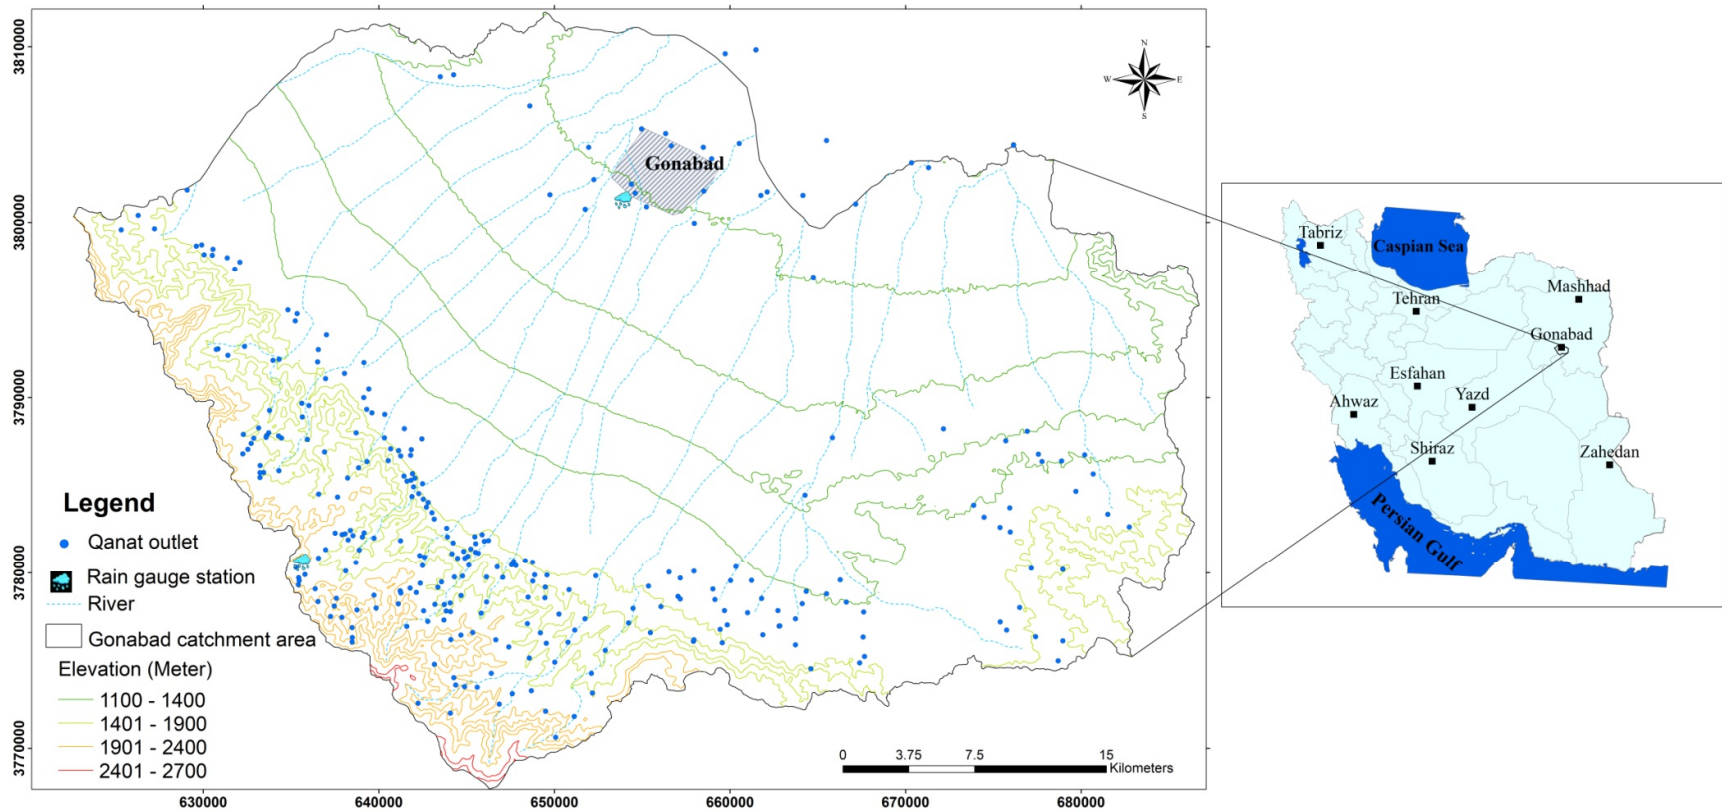 3810000
3800000
3790000
3780000
3770000
630000
640000
650000
660000
670000
680000
N
W
E
S
Gonabad
Legend
Qanat outlet
Rain gauge station
River
Gonabad catchment area
Elevation (Meter)
1100 - 1400
1401 - 1900
1901 - 2400
2401 - 2700
0
3.75
7.5
15
Kilometers
Tabriz
Caspian Sea
Mashhad
Tehran
Gonabad
Esfahan
Yazd
Ahwaz
Shiraz
Zahedan
Persian Gulf